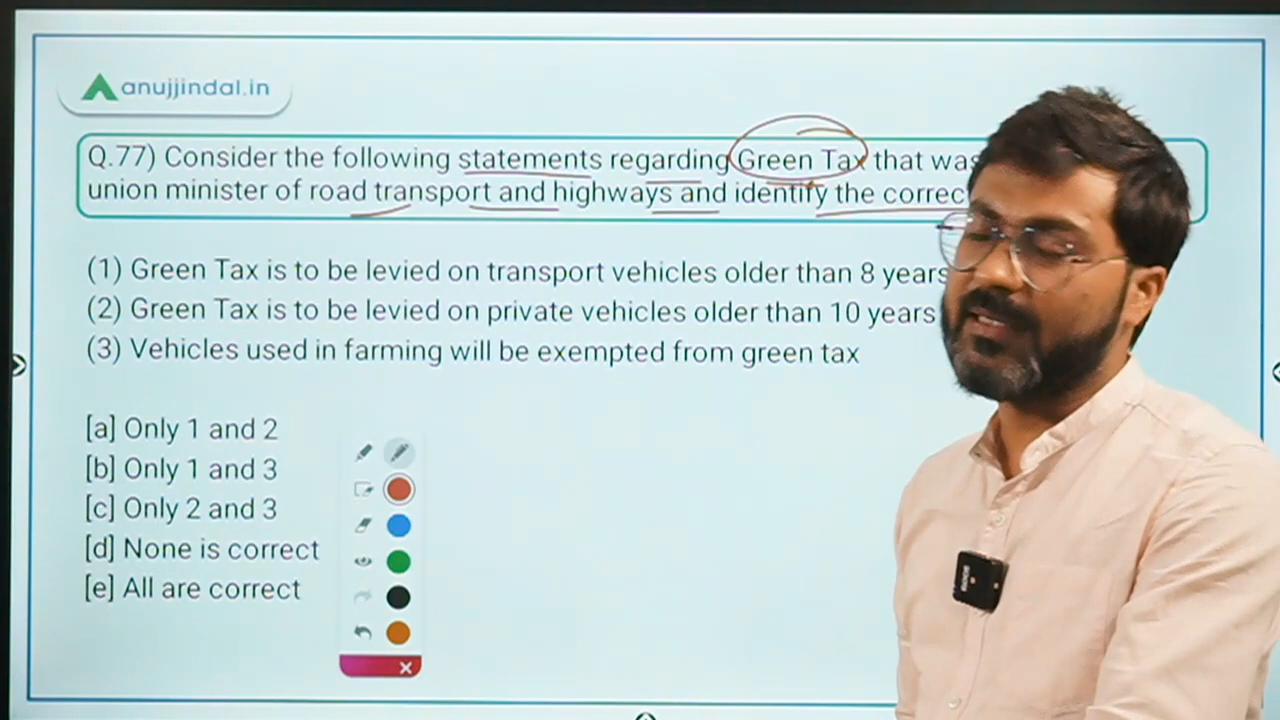 anujjindal.in
Q.77) Consider the following statements regarding Green Tax that was
union minister of road transport and highways and identify the correc
(1) Green Tax is to be levied on transport vehicles older than 8 years
(2) Green Tax is to be levied on private vehicles older than 10 years
(3) Vehicles used in farming will be exempted from green tax
[a] Only 1 and 2
[b] Only 1 and 3
[c] Only 2 and 3
[d] None is correct
[e] All are correct